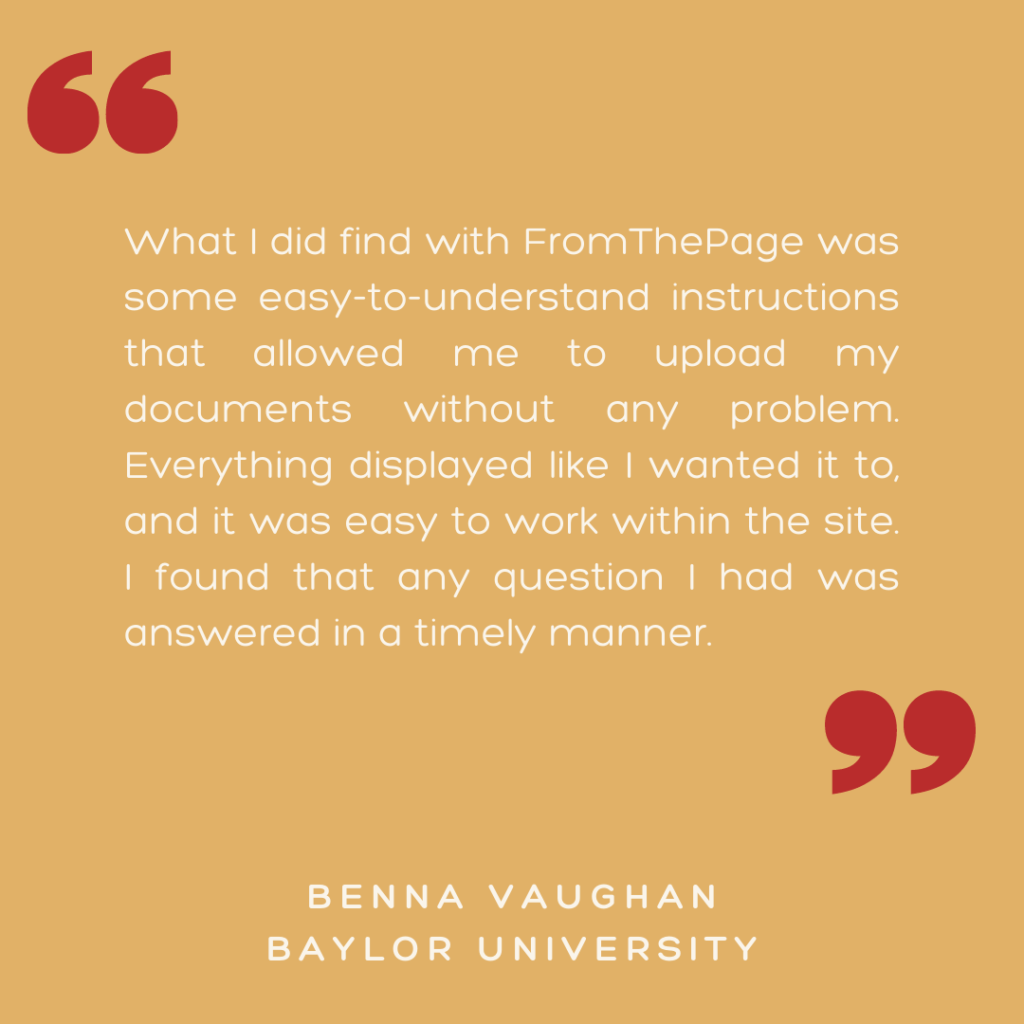 “
What I did find with FromThePage was
some easy-to-understand instructions
that allowed me to upload my
documents without any problem.
Everything displayed like I wanted it to,
and it was easy to work within the site.
I found that any question I had was
answered in a timely manner.
”
BENNA VAUGHAN
BAYLOR UNIVERSITY